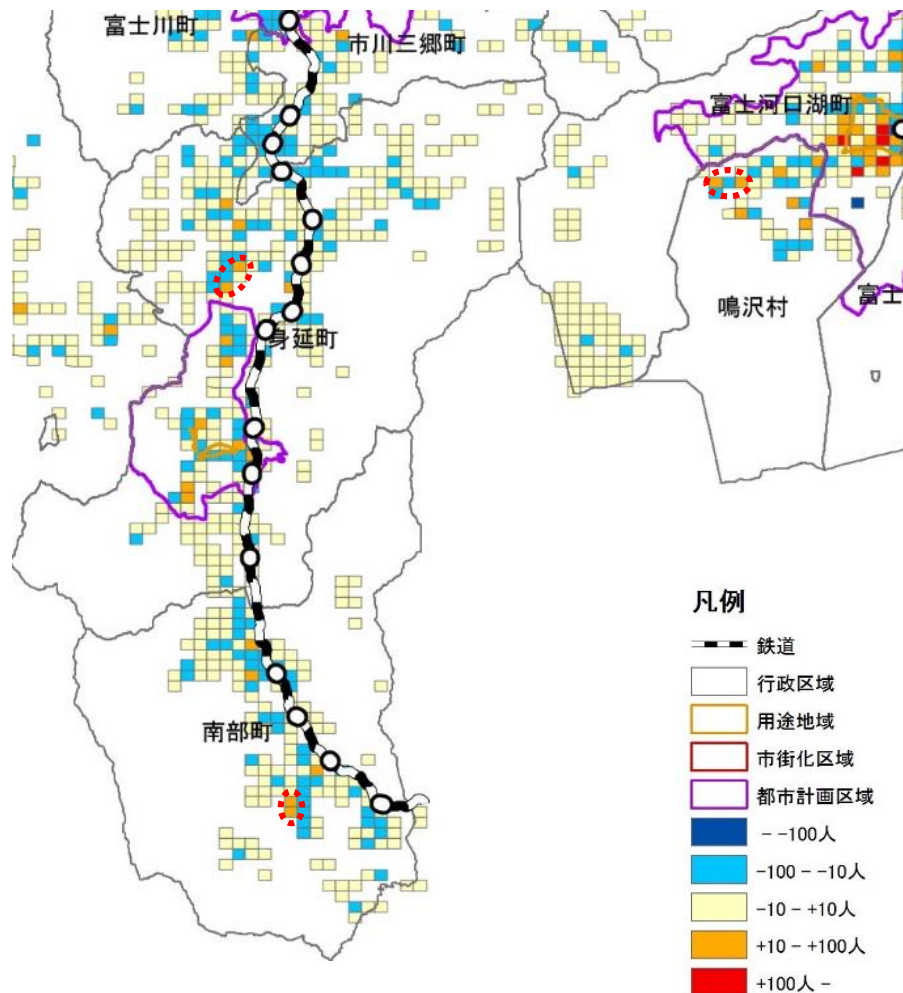 富士川町
市川三郷町
富士河口湖町
鳴沢村
富士
身延町
南部町
凡例
鉄道
行政区域
用途地域
市街化区域
都市計画区域
- -100人
-100 - -10人
-10 - +10人
+10 - +100人
+100人 -